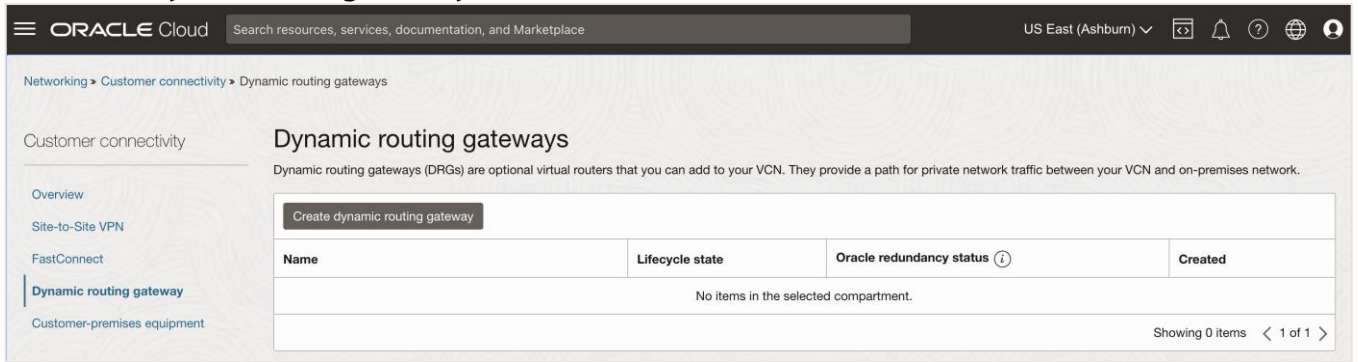 ORACLE Cloud
Search resources, services, documentation, and Marketplace
US East (Ashburn)
Networking » Customer connectivity » Dynamic routing gateways
Customer connectivity
Overview
Site-to-Site VPN
FastConnect
Dynamic routing gateway
Customer-premises equipment
Dynamic routing gateways
Dynamic routing gateways (DRGs) are optional virtual routers that you can add to your VCN. They provide a path for private network traffic between your VCN and on-premises network.
Create dynamic routing gateway
Name Lifecycle state Oracle redundancy status i Created
No items in the selected compartment.
Showing 0 items < 1 of 1 >